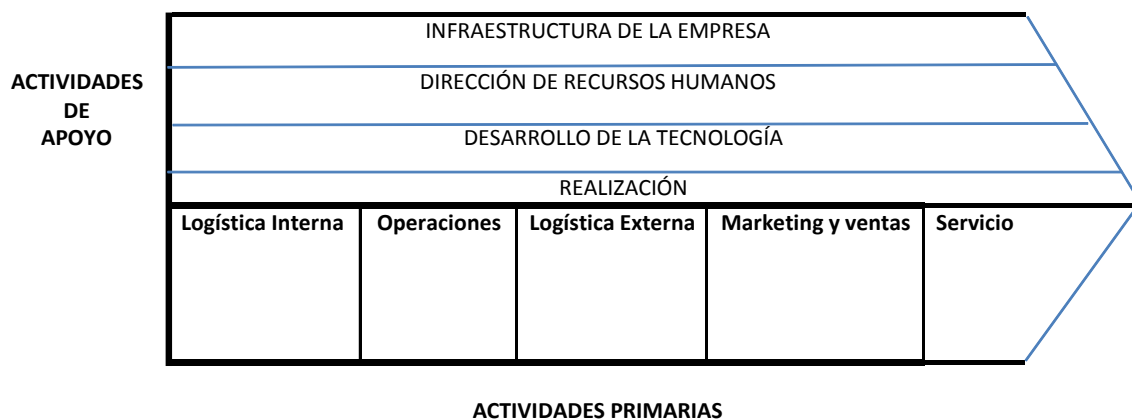 INFRAESTRUCTURA DE LA EMPRESA
ACTIVIDADES
DE
APOYO
DIRECCIÓN DE RECURSOS HUMANOS
DESARROLLO DE LA TECNOLOGÍA
REALIZACIÓN
Logística Interna
Operaciones
Logística Externa
Marketing y ventas
Servicio
ACTIVIDADES PRIMARIAS